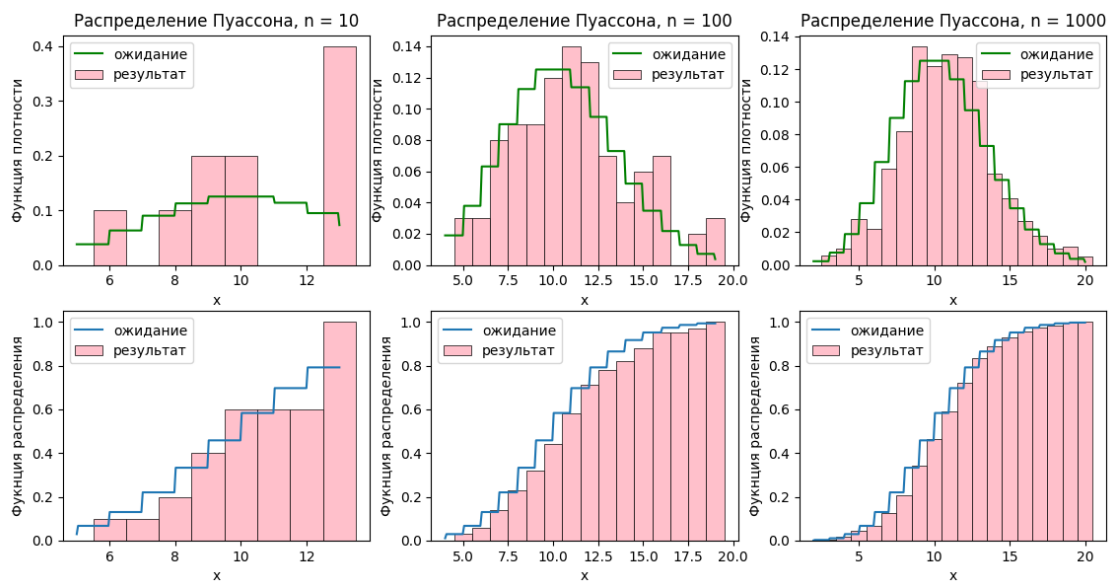 Распределение Пуассона, n = 10
Функция плотности
0.4
0.3
0.2
0.1
0.0
ожидание
результат
6 8 10 12
x
Распределение Пуассона, n = 100
Функция плотности
0.14
0.12
0.10
0.08
0.06
0.04
0.02
0.00
ожидание
результат
5.0 7.5 10.0 12.5 15.0 17.5 20.0
x
Распределение Пуассона, n = 1000
Функция плотности
0.14
0.12
0.10
0.08
0.06
0.04
0.02
0.00
ожидание
результат
5 10 15 20
x
Фукнция распределения
1.0
0.8
0.6
0.4
0.2
0.0
ожидание
результат
6 8 10 12
x
Фукнция распределения
1.0
0.8
0.6
0.4
0.2
0.0
ожидание
результат
5.0 7.5 10.0 12.5 15.0 17.5 20.0
x
Фукнция распределения
1.0
0.8
0.6
0.4
0.2
0.0
ожидание
результат
5 10 15 20
x